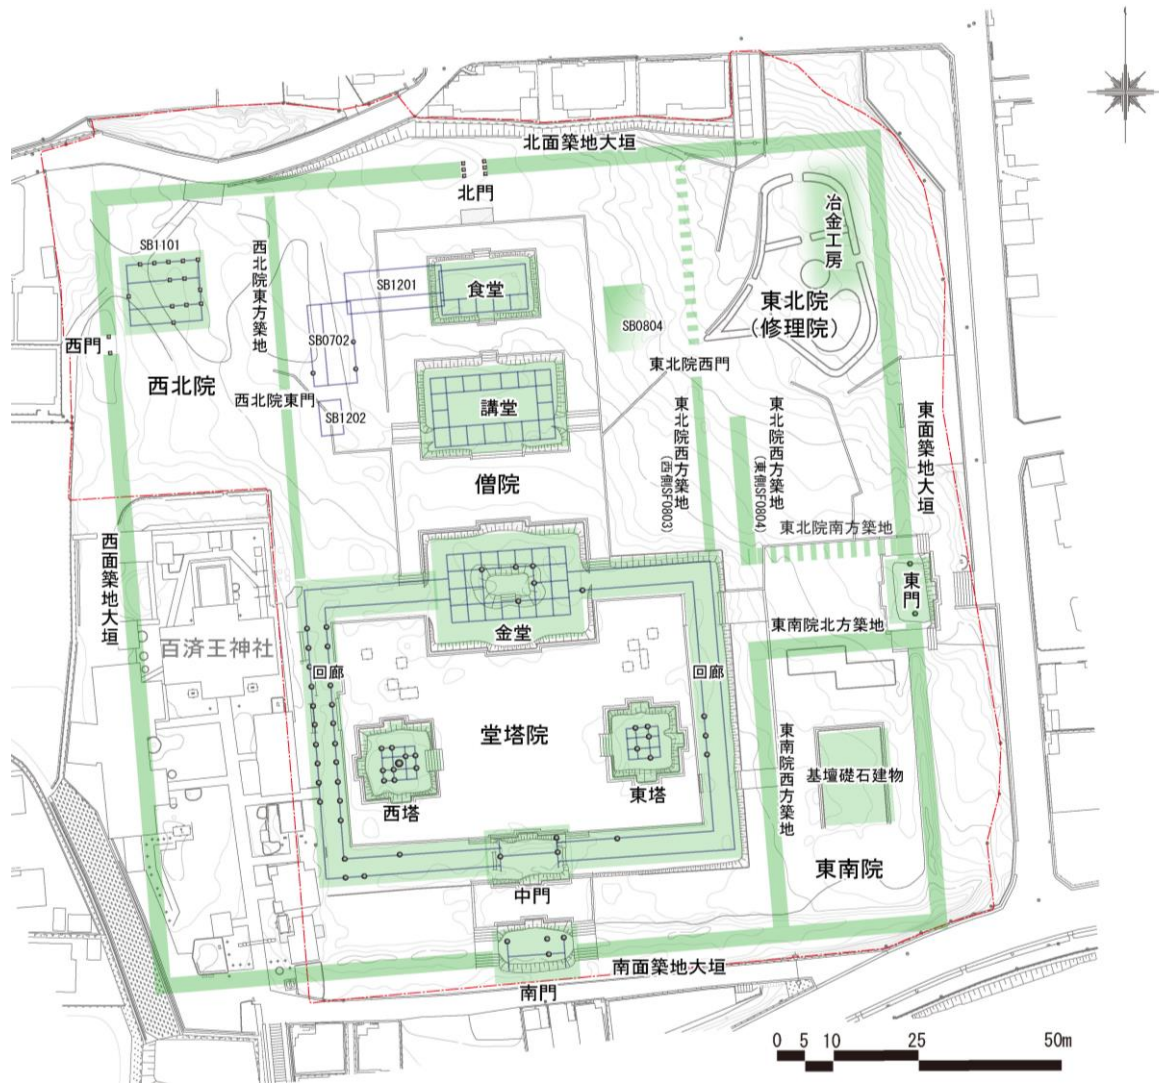 北面築地大垣
北門
冶金工房
SB1101
西北院東方築地
SB1201
食堂
東北院
(修理院)
SB0702
SB0804
西門
東北院西門
西北院
西北院東門
講堂
SB1202
東北院西方築地
(西側SF0803)
東北院西方築地
(東側SF0804)
東面築地大垣
僧院
東北院南方築地
西面築地大垣
東門
金堂
東南院北方築地
百済王神社
回廊
回廊
堂塔院
東南院西方築地
基壇礎石建物
西塔
東塔
東南院
中門
南面築地大垣
南門
0 5 10 25 50m